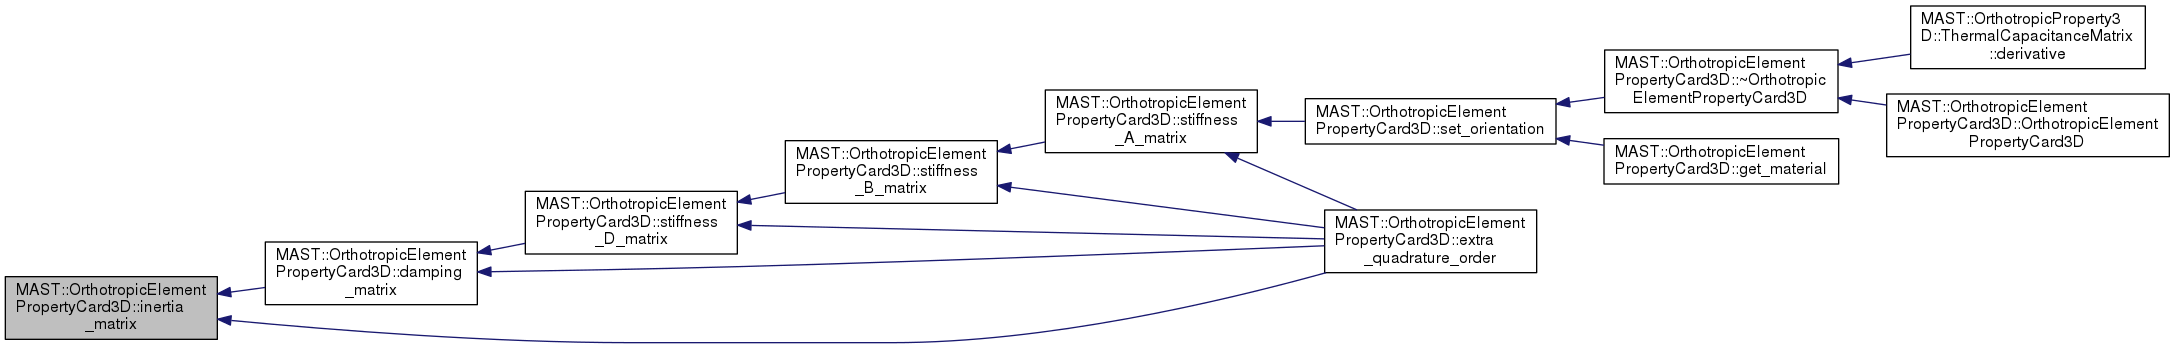 MAST::OrthotropicProperty3
D::ThermalCapacitanceMatrix
::derivative
MAST::OrthotropicElement
PropertyCard3D::~Orthotropic
ElementPropertyCard3D
MAST::OrthotropicElement
PropertyCard3D::stiffness
_A_matrix
MAST::OrthotropicElement
PropertyCard3D::set_orientation
MAST::OrthotropicElement
PropertyCard3D::OrthotropicElement
PropertyCard3D
MAST::OrthotropicElement
PropertyCard3D::stiffness
_B_matrix
MAST::OrthotropicElement
PropertyCard3D::get_material
MAST::OrthotropicElement
PropertyCard3D::stiffness
_D_matrix
MAST::OrthotropicElement
PropertyCard3D::extra
_quadrature_order
MAST::OrthotropicElement
PropertyCard3D::damping
_matrix
MAST::OrthotropicElement
PropertyCard3D::inertia
_matrix